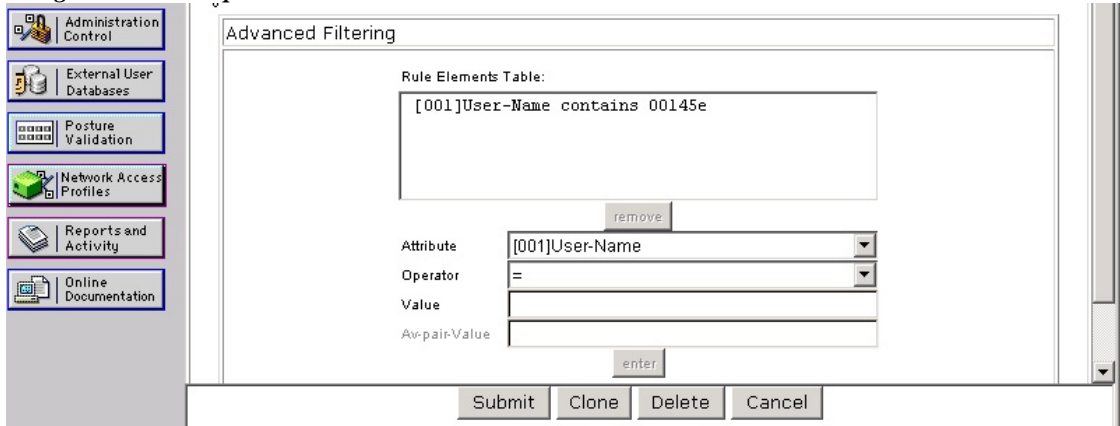 Administration
Control
External User
Databases
Posture
Validation
Network Access
Profiles
Reports and
Activity
Online
Documentation
Advanced Filtering
Rule Elements Table:
[001]User-Name contains 00145e
remove
Attribute [001]User-Name
Operator =
Value
Av-pair-Value
enter
Submit Clone Delete Cancel